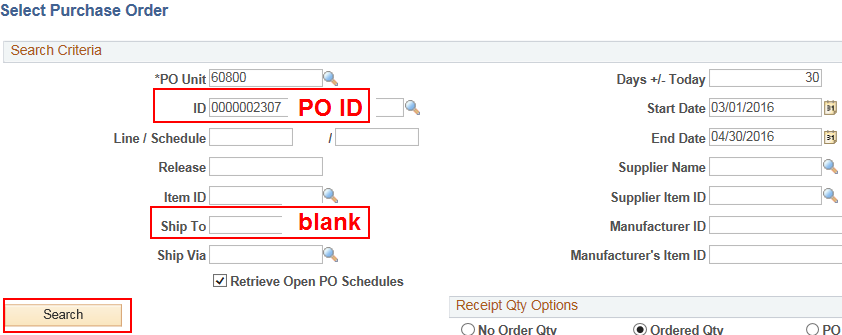 Select Purchase Order
Search Criteria
*PO Unit 60800 Days +/- Today 30
ID 0000002307 PO ID Start Date 03/01/2016 31
Line / Schedule / End Date 04/30/2016 31
Release Supplier Name
Item ID Supplier Item ID
Ship To blank Manufacturer ID
Ship Via Manufacturer's Item ID
Retrieve Open PO Schedules
Search Receipt Qty Options
No Order Qty Ordered Qty PO